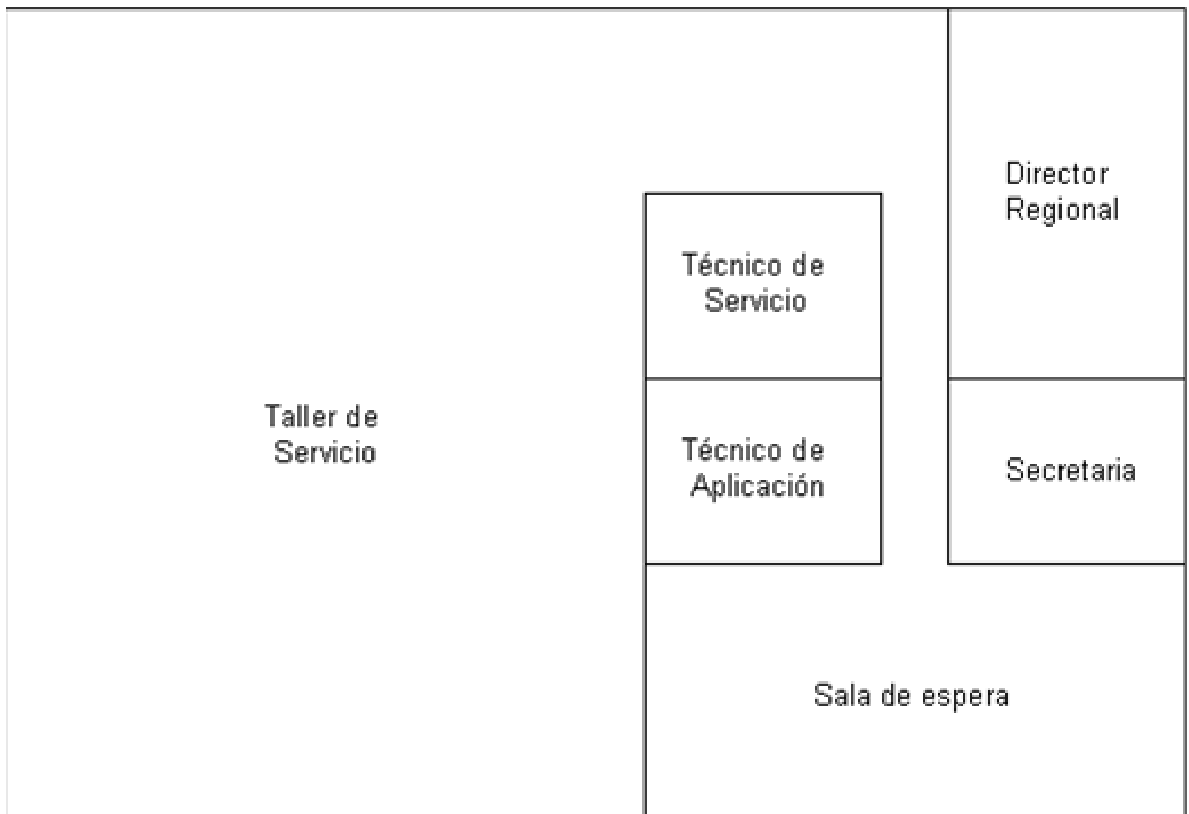 Director
Regional
Técnico de
Servicio
Taller de
Servicio
Técnico de
Aplicación
Secretaria
Sala de espera